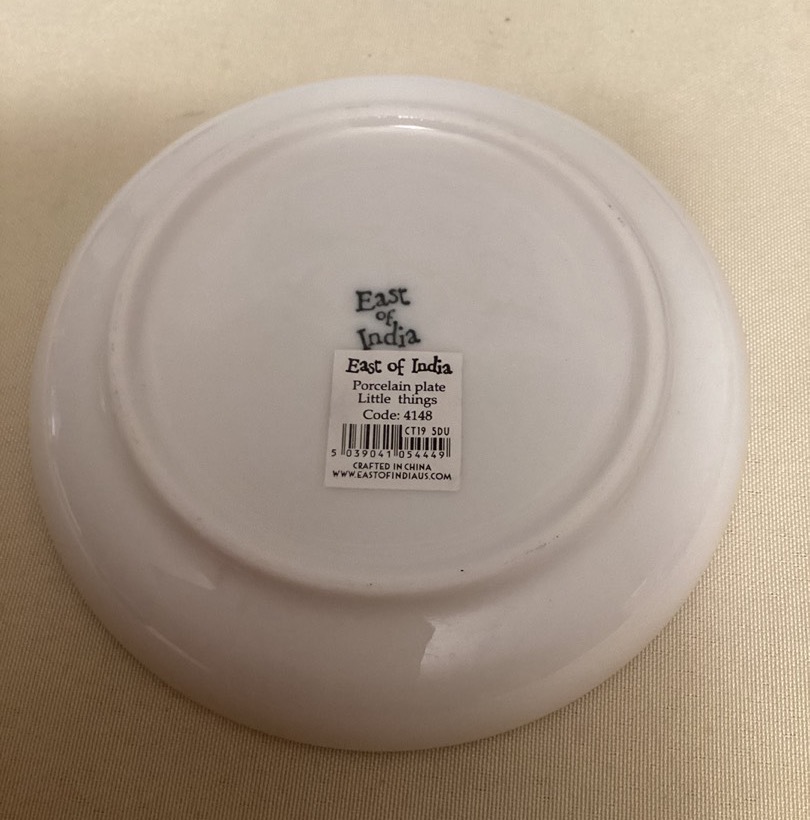 East
of
India
East of India
Porcelain plate
Little things
Code: 4148
CT19 5DU
5 039041 054449
CRAFTED IN CHINA
WWW.EASTOFINDIAUS.COM